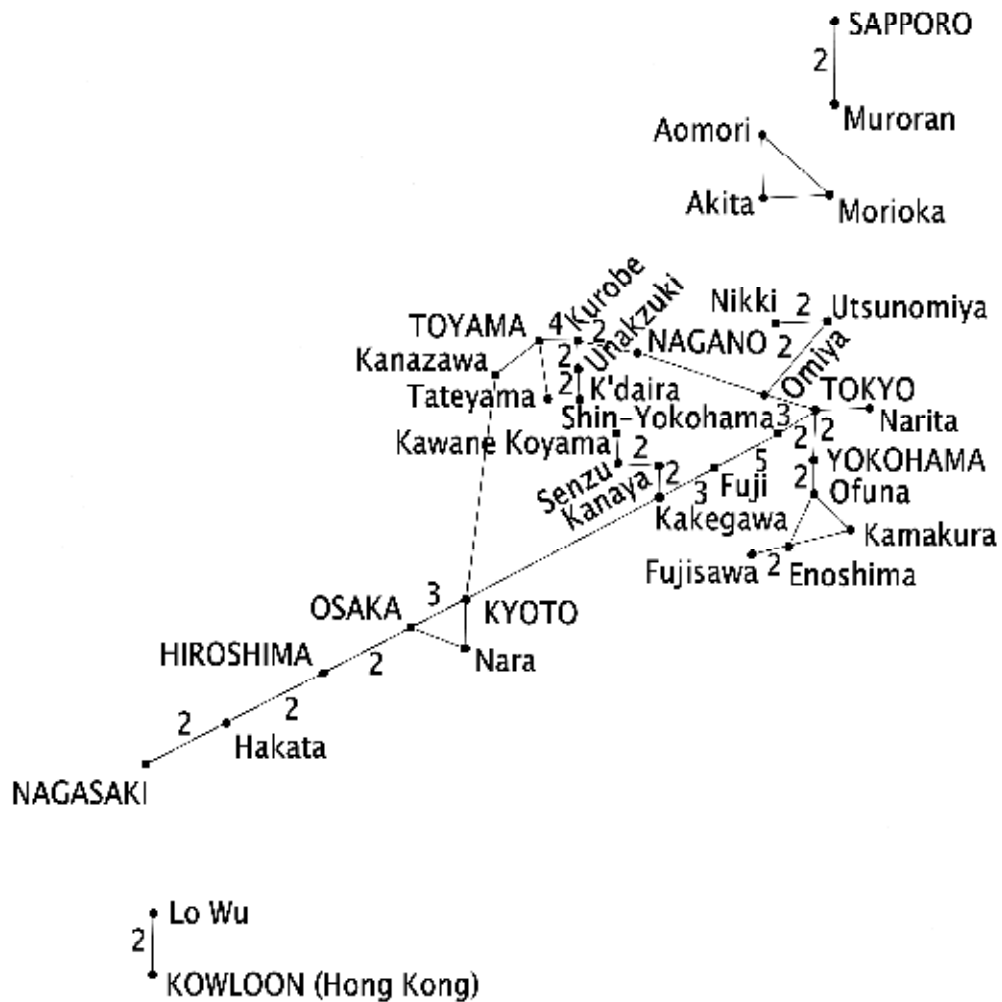 SAPPORO
2
Muroran
Aomori
Akita
Morioka
Kurobe
Unakzuki
Nikki
2
Utsunomiya
TOYAMA
4
2
NAGANO
2
Omiya
Kanazawa
2
Tateyama
2
K'daira
TOKYO
Shin-Yokohama
3
Narita
Kawane Koyama
2
2
2
5
YOKOHAMA
Senzu
Kanaya
2
3
Fuji
2
Ofuna
Kakegawa
Kamakura
Fujisawa
2
Enoshima
3
OSAKA
KYOTO
HIROSHIMA
2
Nara
2
2
Hakata
NAGASAKI
Lo Wu
2
KOWLOON (Hong Kong)